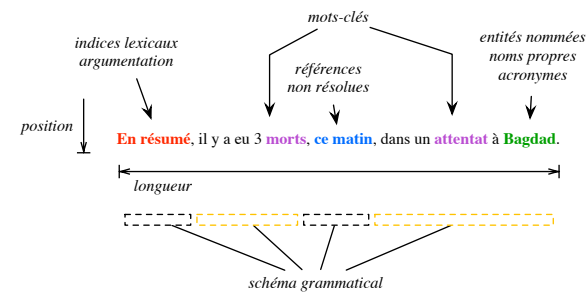 mots-clés
indices lexicaux
argumentation
entités nommées
noms propres
acronymes
références
non résolues
position
En résumé, il y a eu 3 morts, ce matin, dans un attentat à Bagdad.
longueur
schéma grammatical